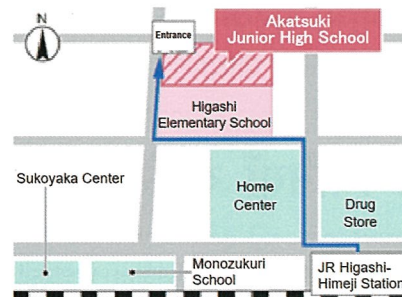 N
Entrance
Akatsuki
Junior High School
Higashi
Elementary School
Sukoyaka Center
Home
Center
Drug
Store
Monozukuri
School
JR Higashi-
Himeji Station